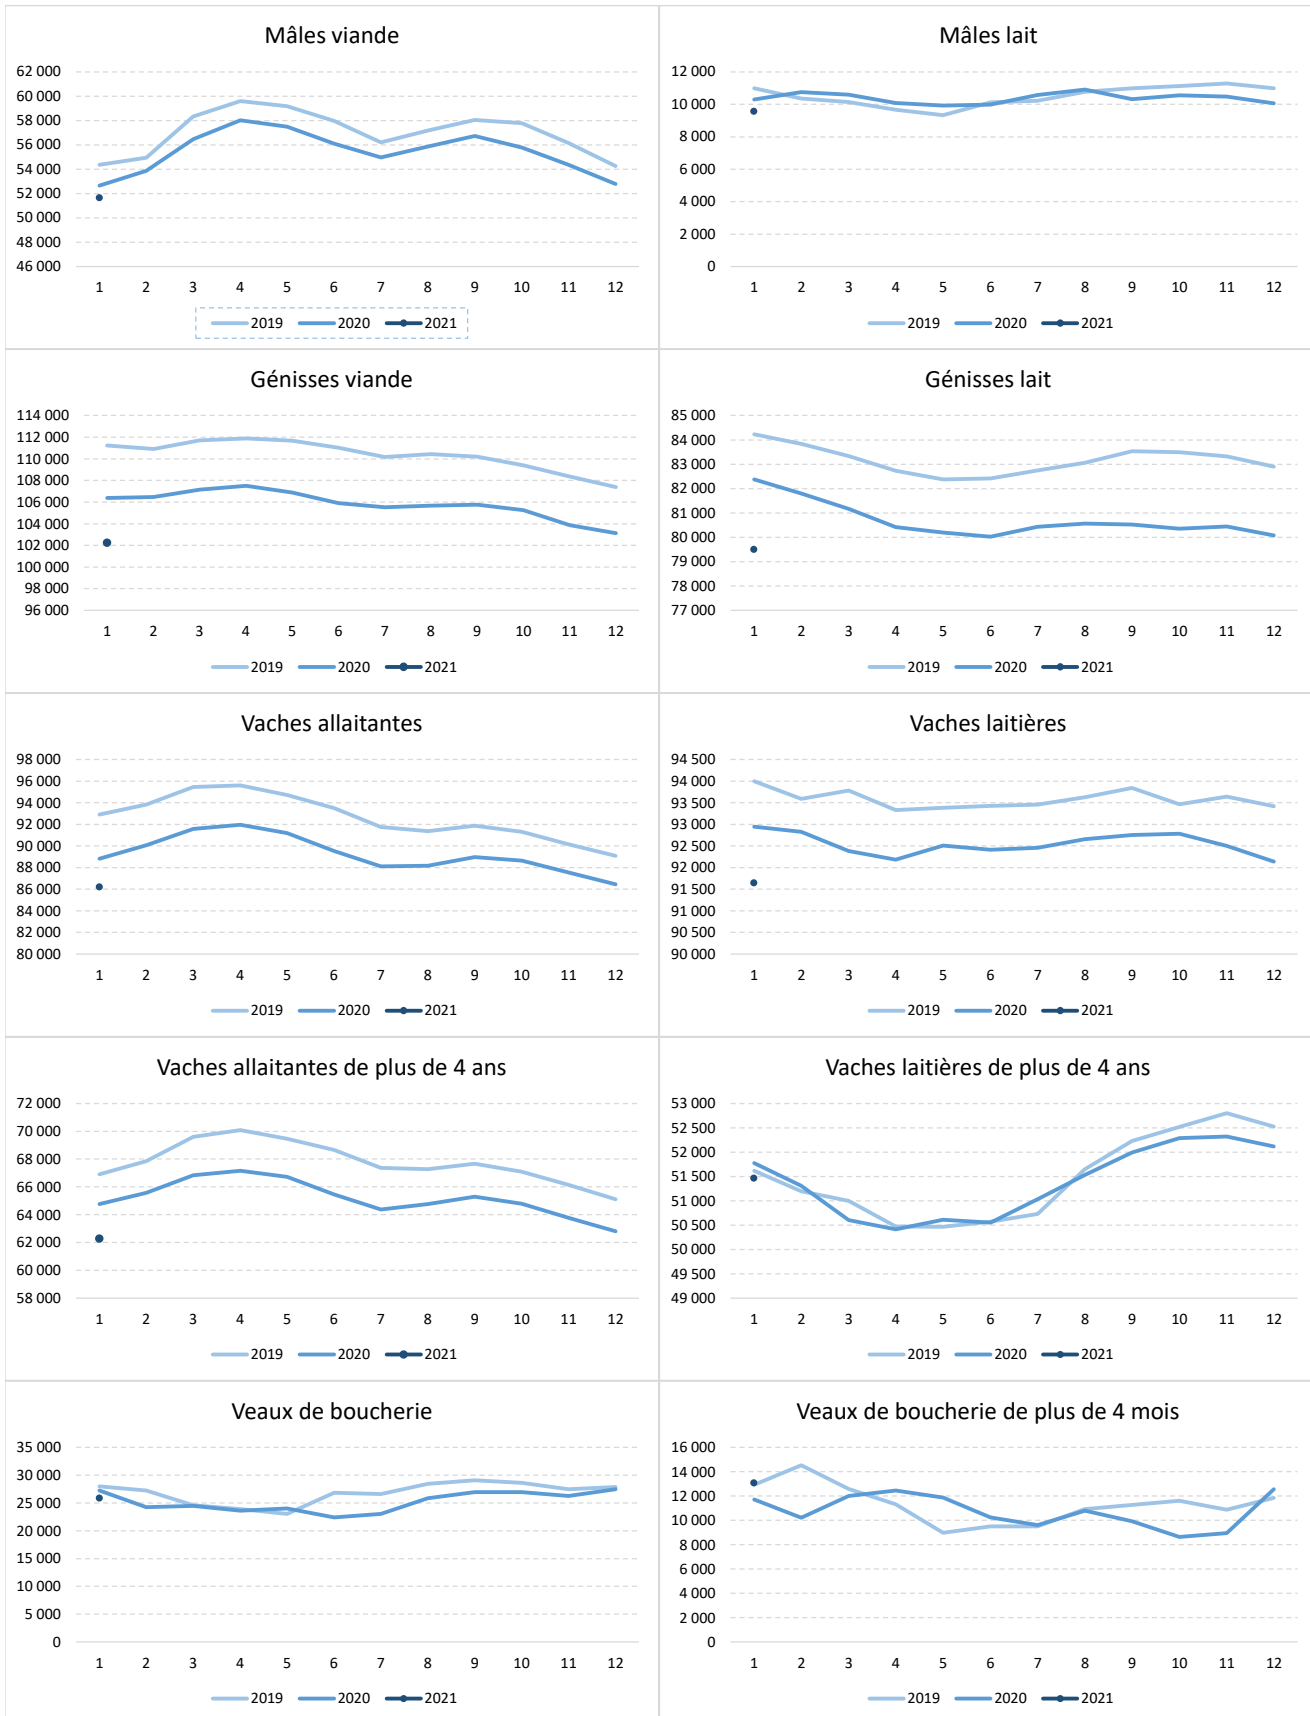 Mâles viande
62 000
60 000
58 000
56 000
54 000
52 000
50 000
48 000
46 000
1 2 3 4 5 6 7 8 9 10 11 12
2019 2020 2021
Mâles lait
12 000
10 000
8 000
6 000
4 000
2 000
0
1 2 3 4 5 6 7 8 9 10 11 12
2019 2020 2021
Génisses viande
114 000
112 000
110 000
108 000
106 000
104 000
102 000
100 000
98 000
96 000
1 2 3 4 5 6 7 8 9 10 11 12
2019 2020 2021
Génisses lait
85 000
84 000
83 000
82 000
81 000
80 000
79 000
78 000
77 000
1 2 3 4 5 6 7 8 9 10 11 12
2019 2020 2021
Vaches allaitantes
98 000
96 000
94 000
92 000
90 000
88 000
86 000
84 000
82 000
80 000
1 2 3 4 5 6 7 8 9 10 11 12
2019 2020 2021
Vaches laitières
94 500
94 000
93 500
93 000
92 500
92 000
91 500
91 000
90 500
90 000
1 2 3 4 5 6 7 8 9 10 11 12
2019 2020 2021
Vaches allaitantes de plus de 4 ans
72 000
70 000
68 000
66 000
64 000
62 000
60 000
58 000
1 2 3 4 5 6 7 8 9 10 11 12
2019 2020 2021
Vaches laitières de plus de 4 ans
53 000
52 500
52 000
51 500
51 000
50 500
50 000
49 500
49 000
1 2 3 4 5 6 7 8 9 10 11 12
2019 2020 2021
Veaux de boucherie
35 000
30 000
25 000
20 000
15 000
10 000
5 000
0
1 2 3 4 5 6 7 8 9 10 11 12
2019 2020 2021
Veaux de boucherie de plus de 4 mois
16 000
14 000
12 000
10 000
8 000
6 000
4 000
2 000
0
1 2 3 4 5 6 7 8 9 10 11 12
2019 2020 2021